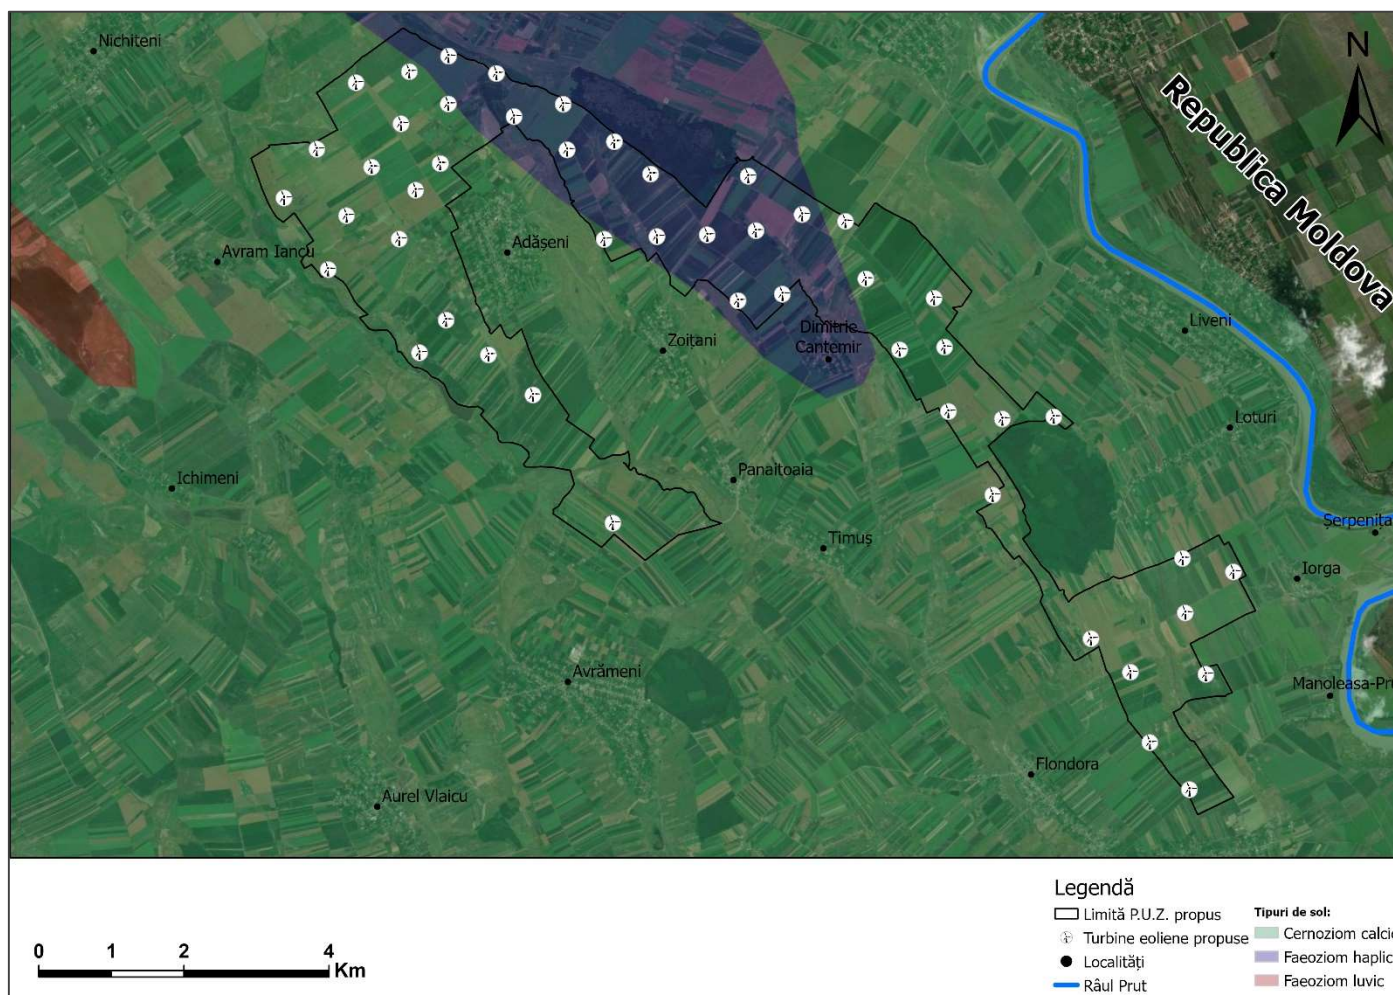 Nichiteni
N
Republica Moldova
Avram Iancu
Adășeni
Zoițani
Dimitrie
Cantemir
Liveni
Loturi
Ichimeni
Panaitoaia
Timuș
Șerpenița
Iorga
Avrămeni
Manoleasa-Pru
Flondora
Aurel Vlaicu
Legendă
Limită P.U.Z. propus
Turbine eoliene propuse
Localități
Râul Prut
Tipuri de sol:
Cernoziom calcic
Faeoziom haplic
Faeoziom luvic
0 1 2 4
Km